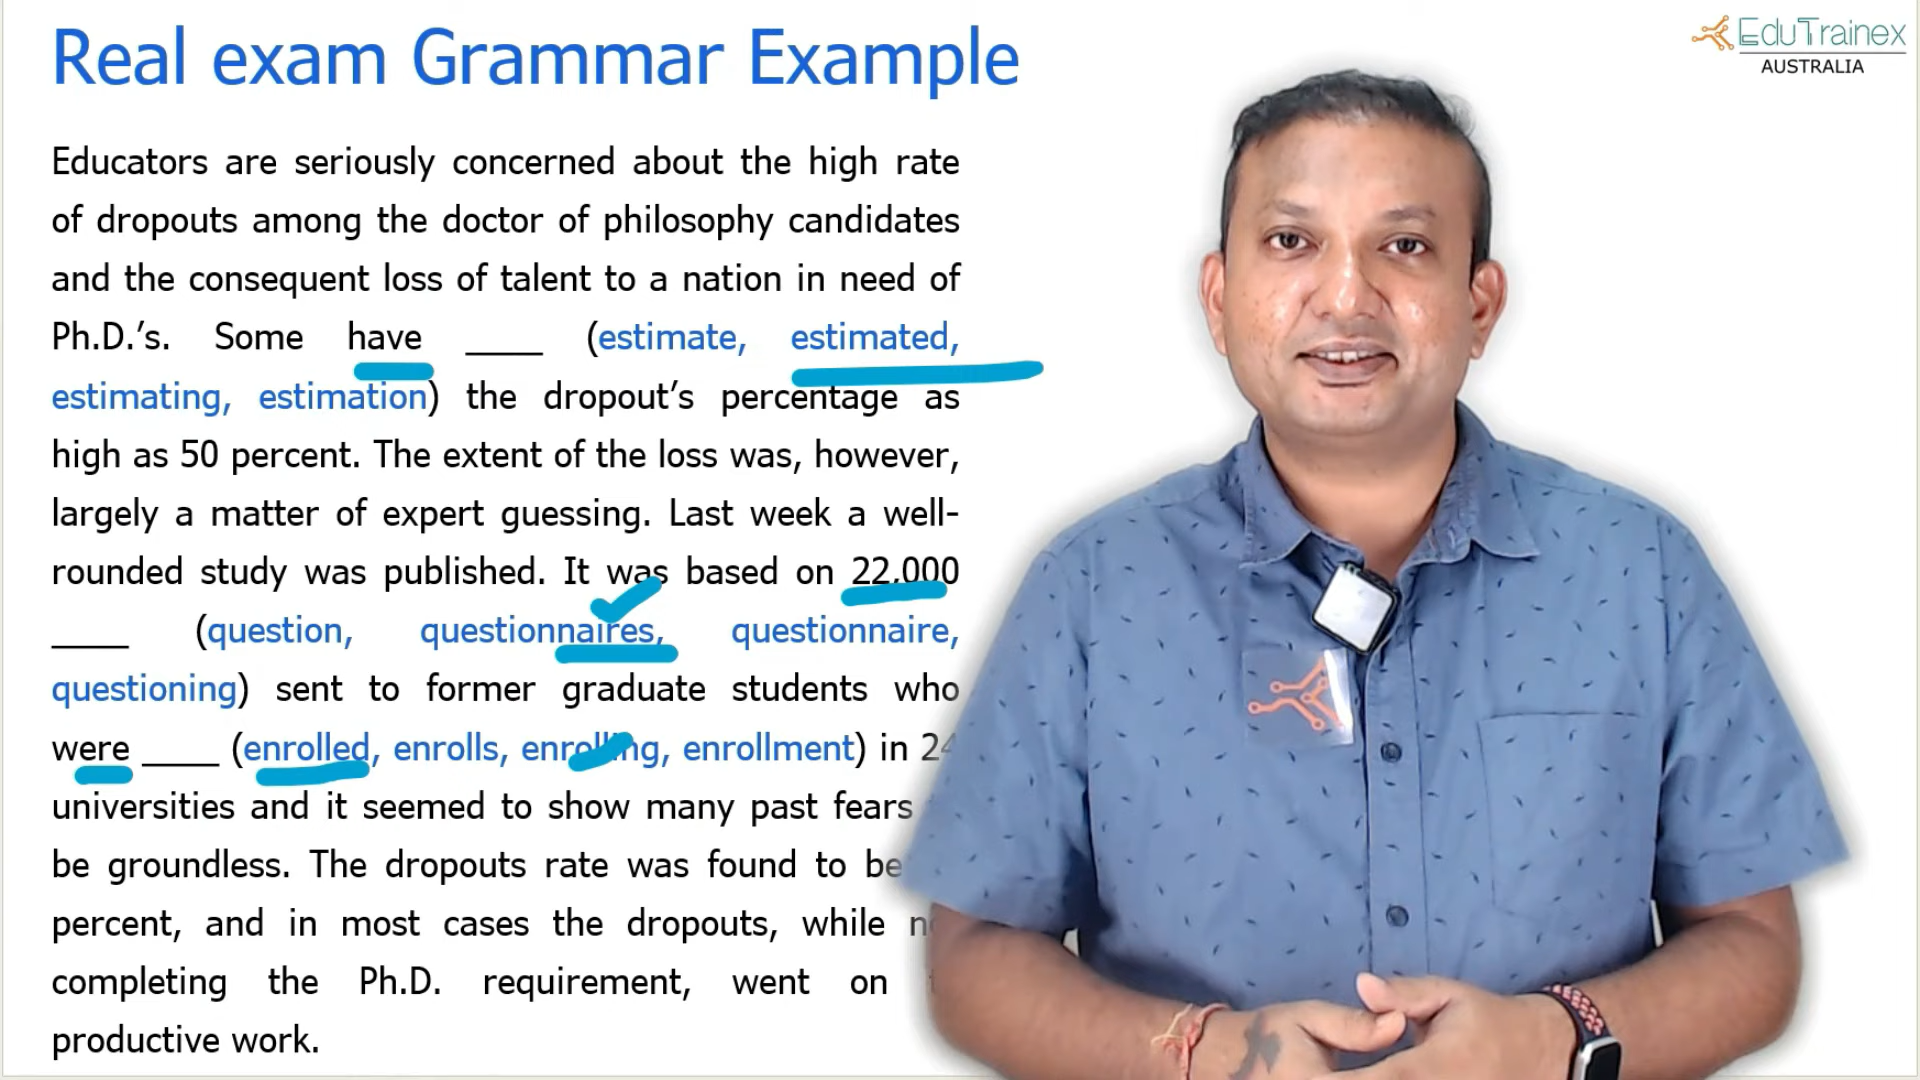 Real exam Grammar Example
EduTrainex
AUSTRALIA
Educators are seriously concerned about the high rate
of dropouts among the doctor of philosophy candidates
and the consequent loss of talent to a nation in need of
Ph.D.’s. Some have ____ (estimate, estimated,
estimating, estimation) the dropout’s percentage as
high as 50 percent. The extent of the loss was, however,
largely a matter of expert guessing. Last week a well-
rounded study was published. It was based on 22,000
____ (question, questionnaires, questionnaire,
questioning) sent to former graduate students who
were ____ (enrolled, enrolls, enrolling, enrollment) in 24
universities and it seemed to show many past fears
be groundless. The dropouts rate was found to be
percent, and in most cases the dropouts, while
completing the Ph.D. requirement, went on
productive work.